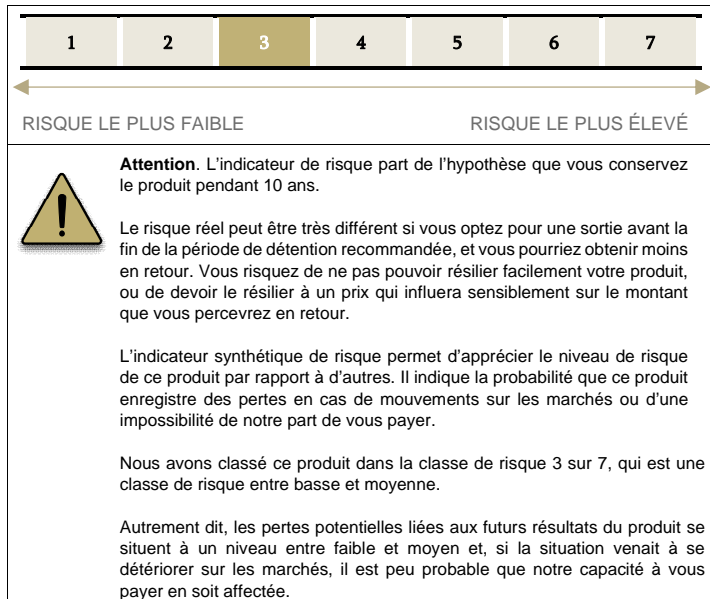 1 2 3 4 5 6 7
RISQUE LE PLUS FAIBLE RISQUE LE PLUS ÉLEVÉ
Attention. L'indicateur de risque part de l'hypothèse que vous conservez
le produit pendant 10 ans.
Le risque réel peut être très différent si vous optez pour une sortie avant la
fin de la période de détention recommandée, et vous pourriez obtenir moins
en retour. Vous risquez de ne pas pouvoir résilier facilement votre produit,
ou de devoir le résilier à un prix qui influera sensiblement sur le montant
que vous percevrez en retour.
L'indicateur synthétique de risque permet d'apprécier le niveau de risque
de ce produit par rapport à d'autres. Il indique la probabilité que ce produit
enregistre des pertes en cas de mouvements sur les marchés ou d'une
impossibilité de notre part de vous payer.
Nous avons classé ce produit dans la classe de risque 3 sur 7, qui est une
classe de risque entre basse et moyenne.
Autrement dit, les pertes potentielles liées aux futurs résultats du produit se
situent à un niveau entre faible et moyen et, si la situation venait à se
détériorer sur les marchés, il est peu probable que notre capacité à vous
payer en soit affectée.